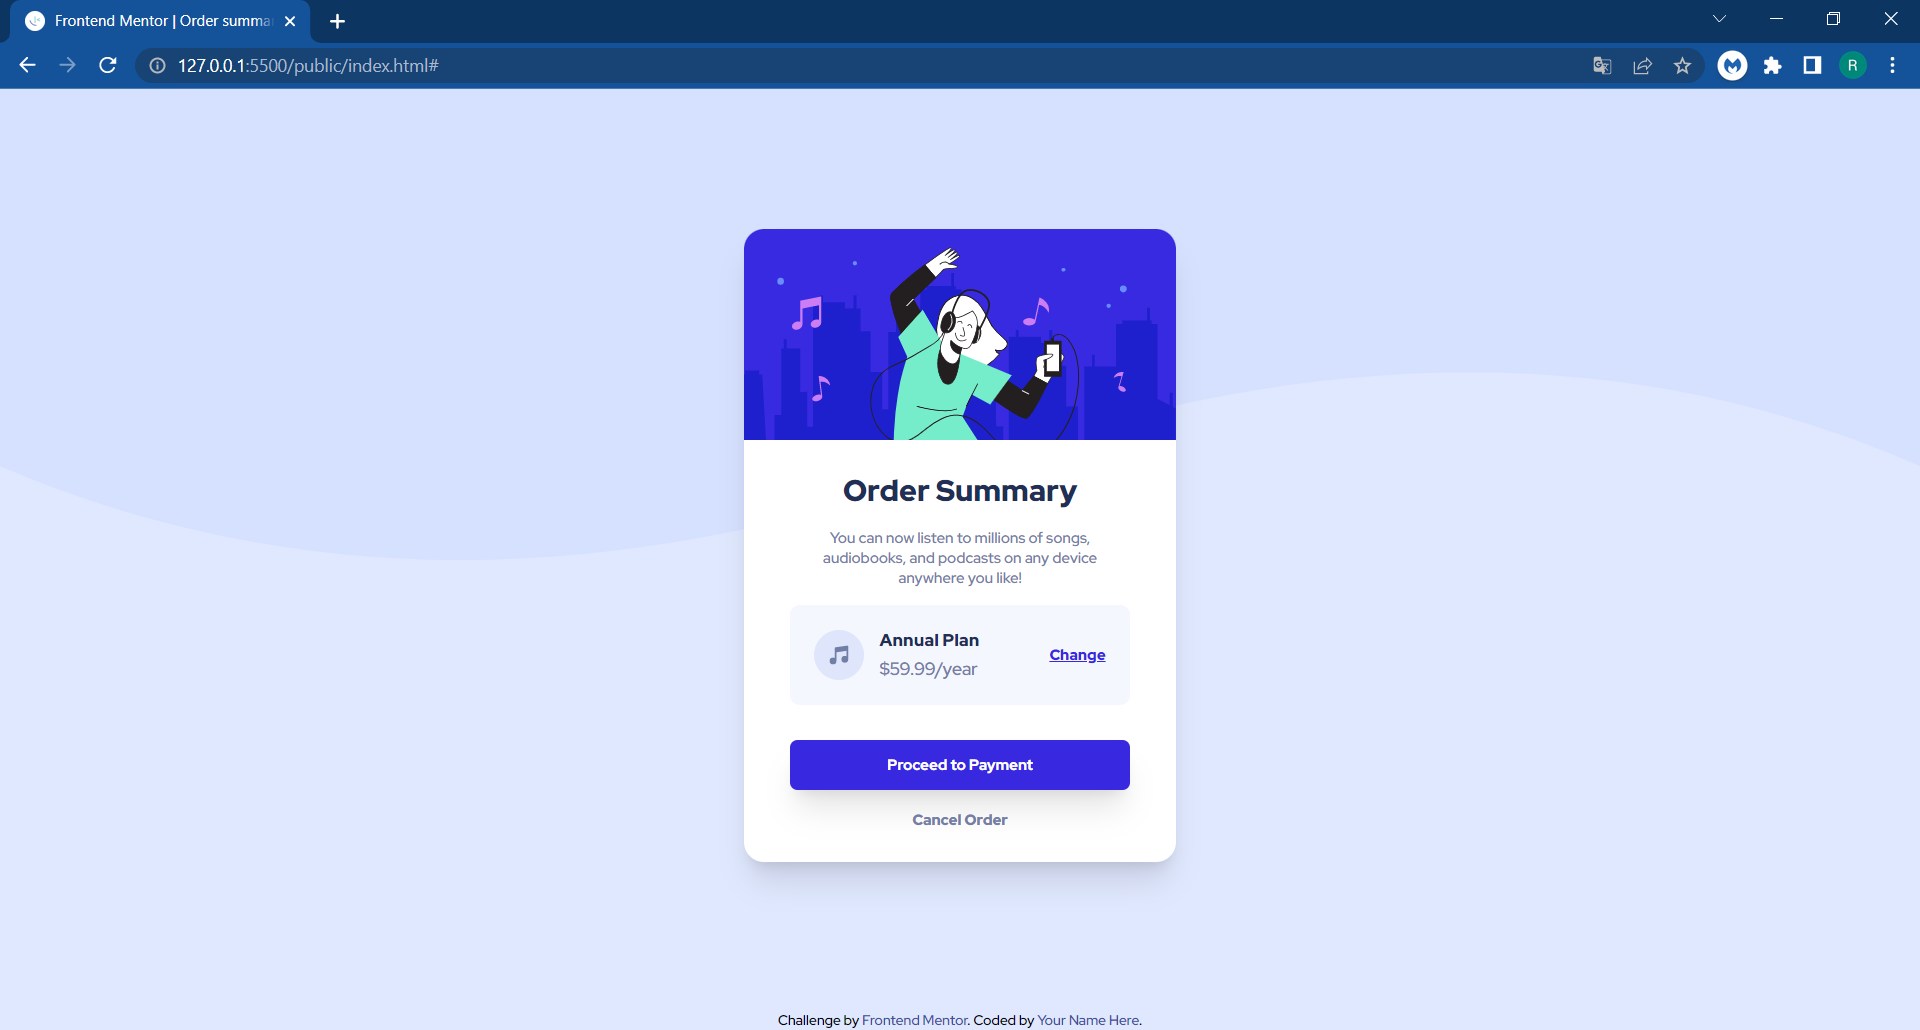 Frontend Mentor | Order summa
127.0.0.1:5500/public/index.html#
R
Order Summary
You can now listen to millions of songs,
audiobooks, and podcasts on any device
anywhere you like!
Annual Plan
$59.99/year
Change
Proceed to Payment
Cancel Order
Challenge by Frontend Mentor. Coded by Your Name Here.